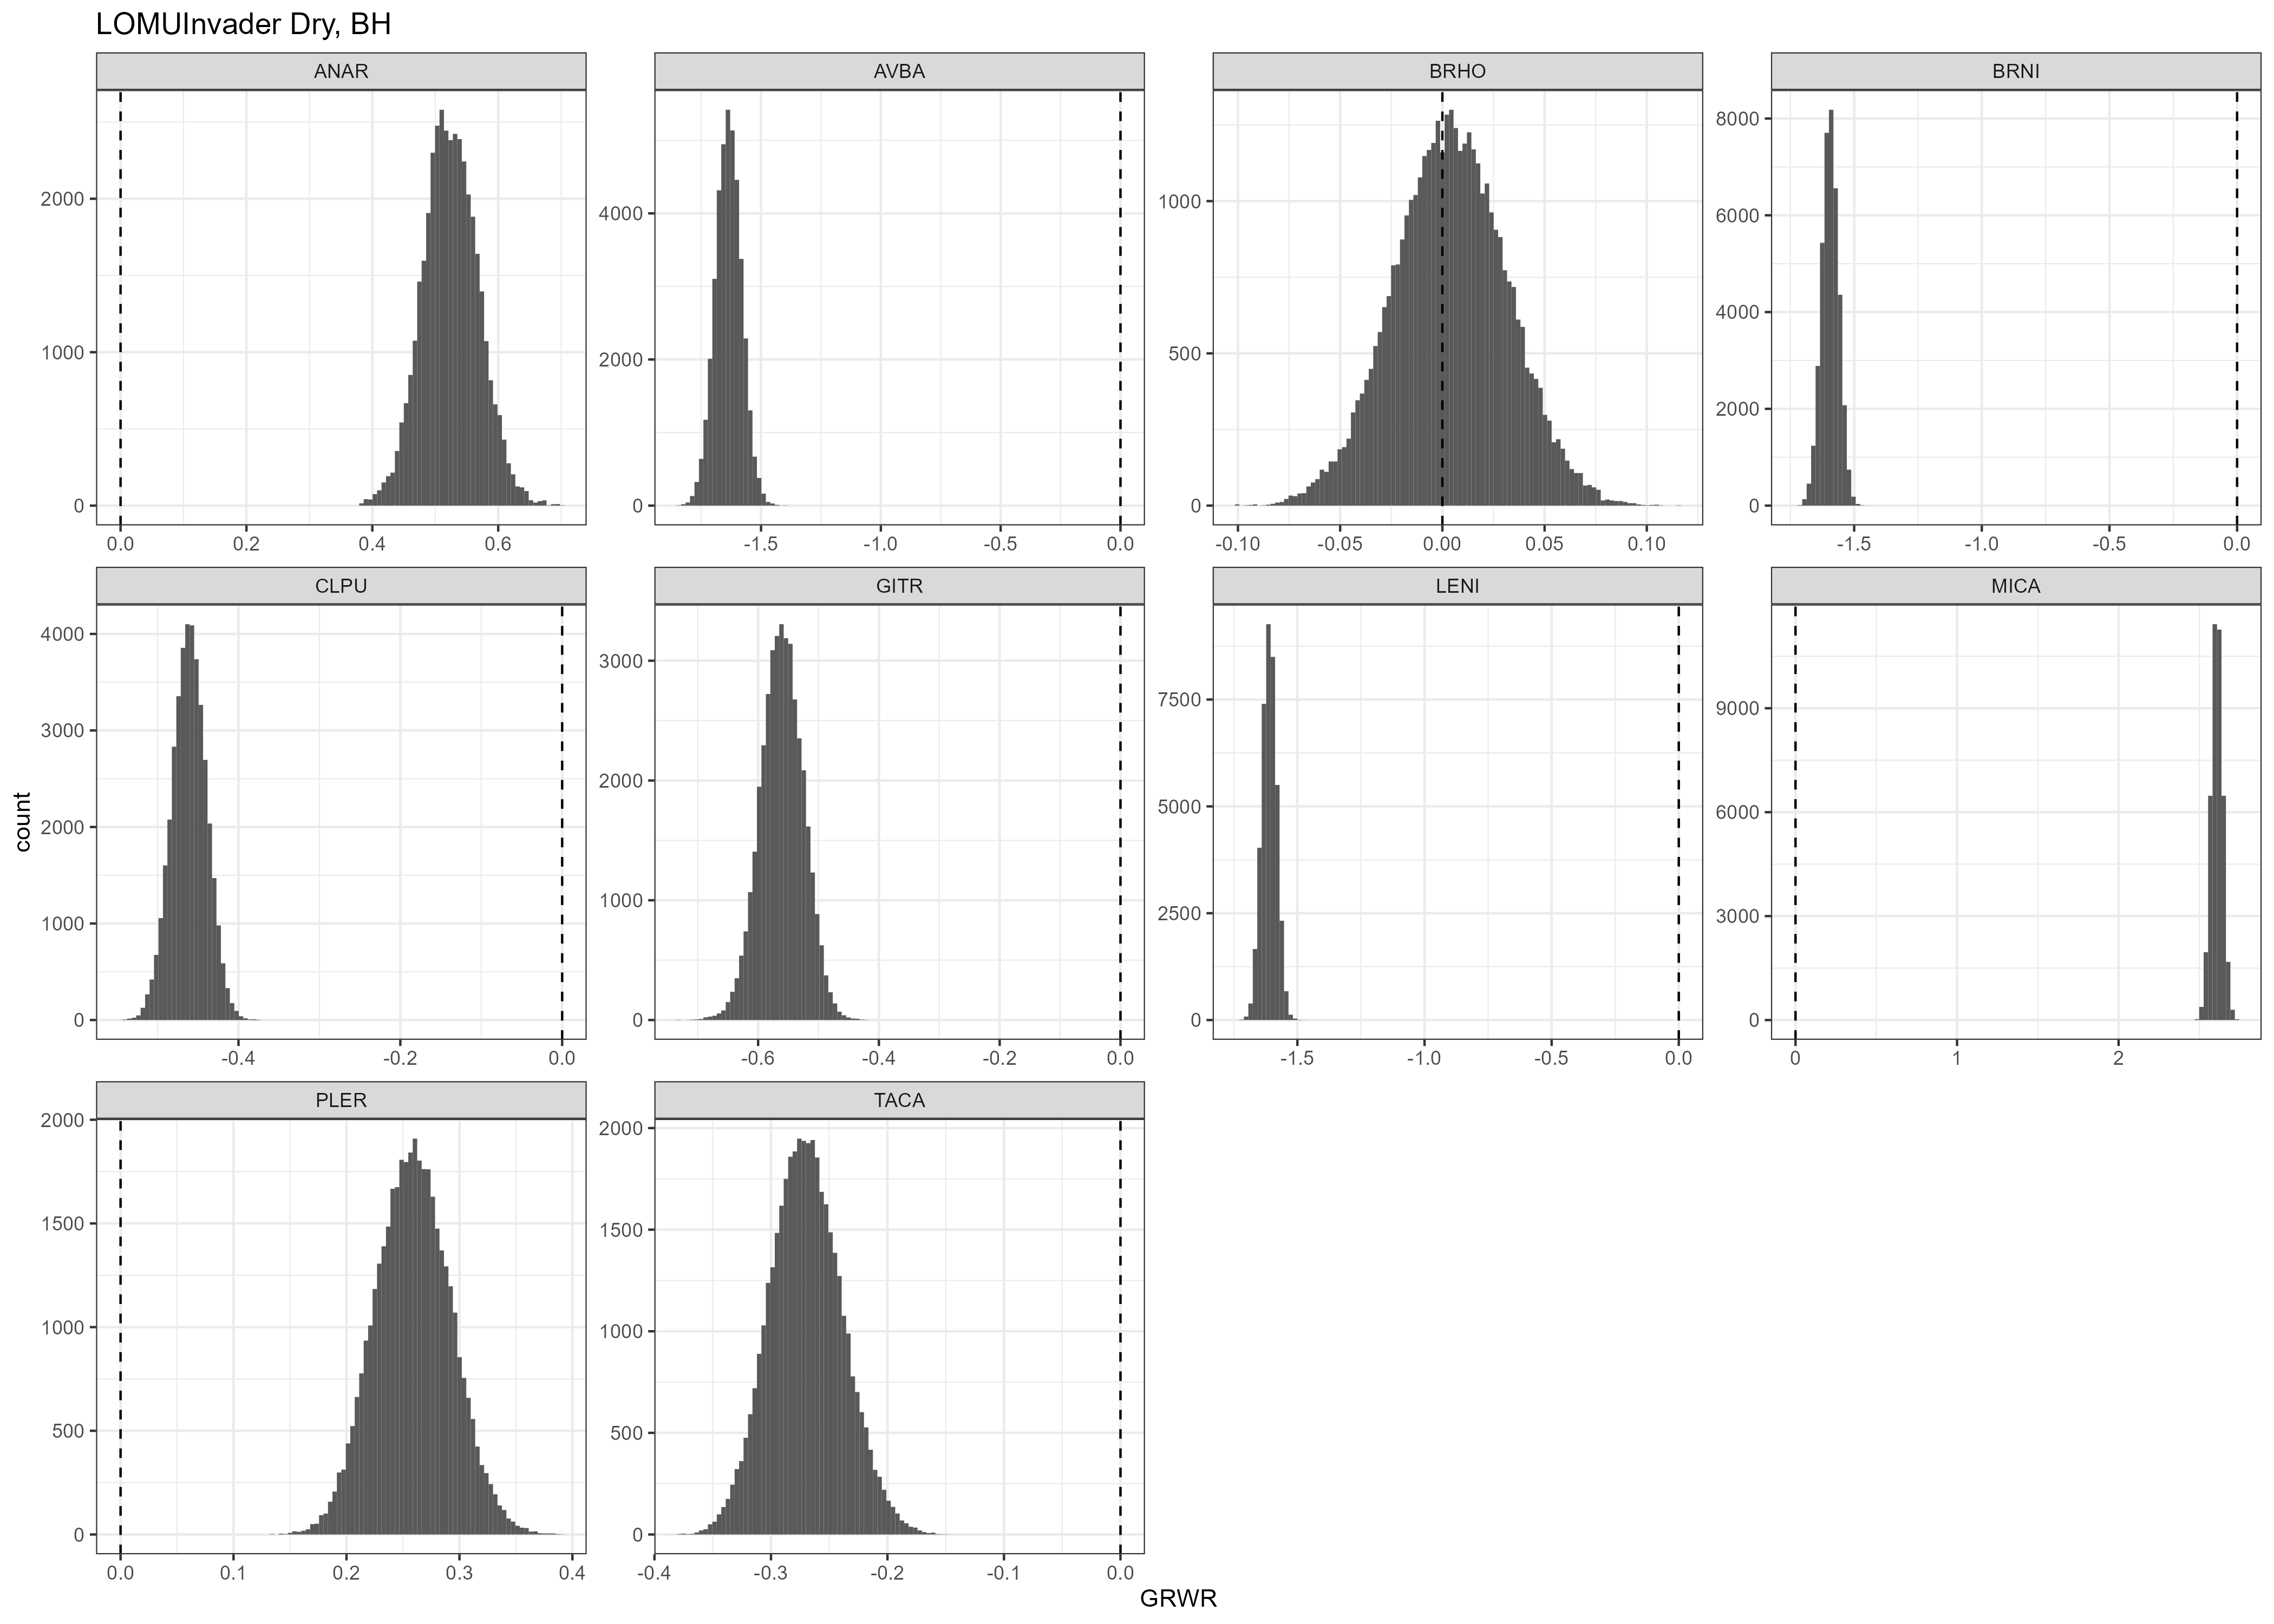 LOMUInvader Dry, BH
ANAR AVBA BRHO BRNI
2000 1000 0
4000 2000 0
1000 500 0
8000 6000 4000 2000 0
0.0 0.2 0.4 0.6
-1.5 -1.0 -0.5 0.0
-0.10 -0.05 0.00 0.05 0.10
-1.5 -1.0 -0.5 0.0
CLPU GITR LENI MICA
4000 3000 2000 1000 0
3000 2000 1000 0
7500 5000 2500 0
9000 6000 3000 0
-0.4 -0.2 0.0
-0.6 -0.4 -0.2 0.0
-1.5 -1.0 -0.5 0.0
0 1 2
count
PLER TACA
2000 1500 1000 500 0
2000 1500 1000 500 0
0.0 0.1 0.2 0.3 0.4
-0.4 -0.3 -0.2 -0.1 0.0
GRWR